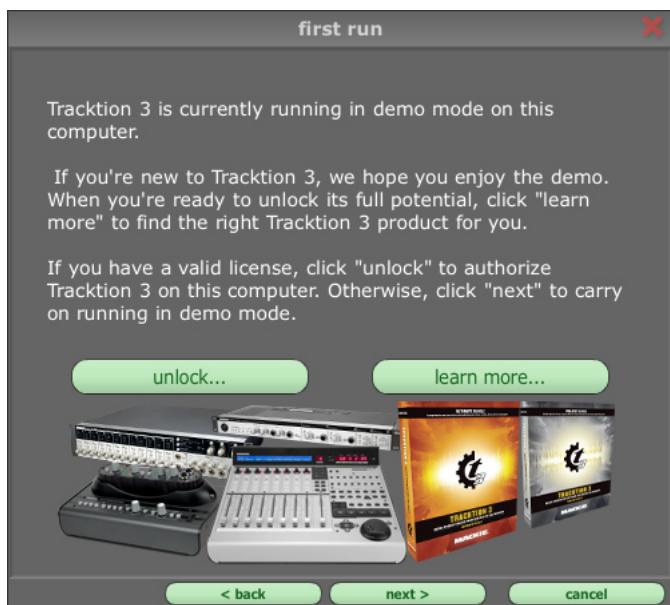 first run
Tracktion 3 is currently running in demo mode on this
computer.
If you're new to Tracktion 3, we hope you enjoy the demo.
When you're ready to unlock its full potential, click "learn
more" to find the right Tracktion 3 product for you.
If you have a valid license, click "unlock" to authorize
Tracktion 3 on this computer. Otherwise, click "next" to carry
on running in demo mode.
unlock...
learn more...
TRACKTION 3
MACKIE
TRACKTION 3
MACKIE
< back
next >
cancel